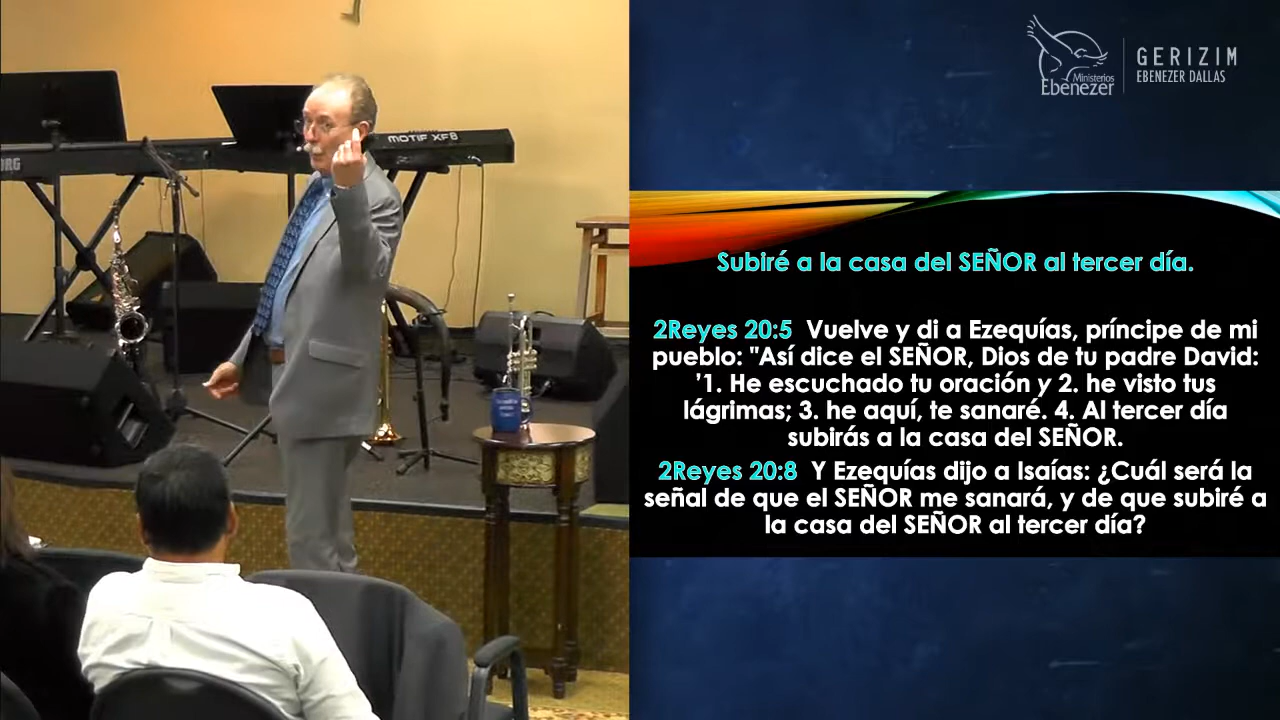 Ministerios
Ebenezer
GERIZIM
EBENEZER DALLAS
ORG
MOTIF XF8
Subiré a la casa del SEÑOR al tercer día.
2Reyes 20:5 Vuelve y di a Ezequías, príncipe de mi
pueblo: "Así dice el SEÑOR, Dios de tu padre David:
'1. He escuchado tu oración y 2. he visto tus
lágrimas; 3. he aquí, te sanaré. 4. Al tercer día
subirás a la casa del SEÑOR.
2Reyes 20:8 Y Ezequías dijo a Isaías: ¿Cuál será la
señal de que el SEÑOR me sanará, y de que subiré a
la casa del SEÑOR al tercer día?